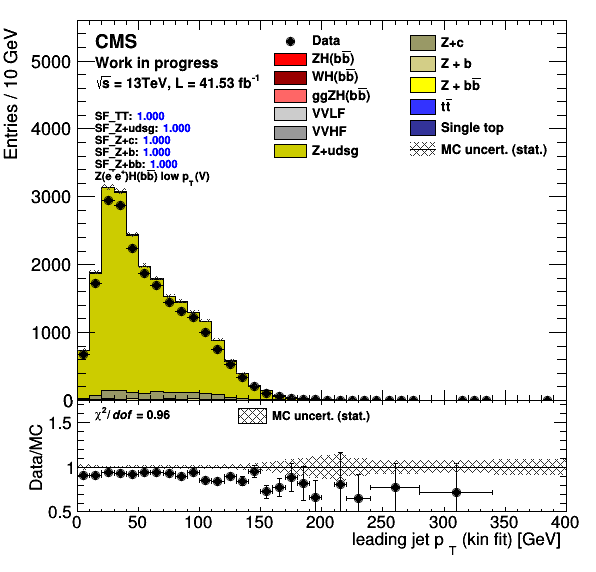 CMS
Work in progress
√s = 13TeV, L = 41.53 fb⁻¹
SF_TT: 1.000
SF_Z+udsg: 1.000
SF_Z+c: 1.000
SF_Z+b: 1.000
SF_Z+bb: 1.000
Z(e⁻e⁺)H(bb̅) low p_T(V)
Data
ZH(bb̅)
WH(bb̅)
ggZH(bb̅)
VVLF
VVHF
Z+udsg
Z+c
Z + b
Z + bb̅
tt̅
Single top
MC uncert. (stat.)
Entries / 10 GeV
5000
4000
3000
2000
1000
0
χ²/dof = 0.96
MC uncert. (stat.)
Data/MC
1.5
1
0.5
0 50 100 150 200 250 300 350 400
leading jet p_T (kin fit) [GeV]